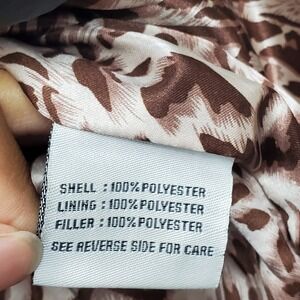 SHELL : 100% POLYESTER
LINING : 100% POLYESTER
FILLER : 100% POLYESTER
SEE REVERSE SIDE FOR CARE